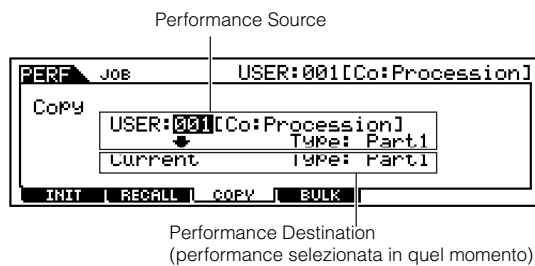 Performance Source
PERF JOB USER:001[Co:Procession]
Copy
USER:001[Co:Procession]
Type: Part1
Current Type: Part1
INIT RECALL COPY BULK
Performance Destination
(performance selezionata in quel momento)